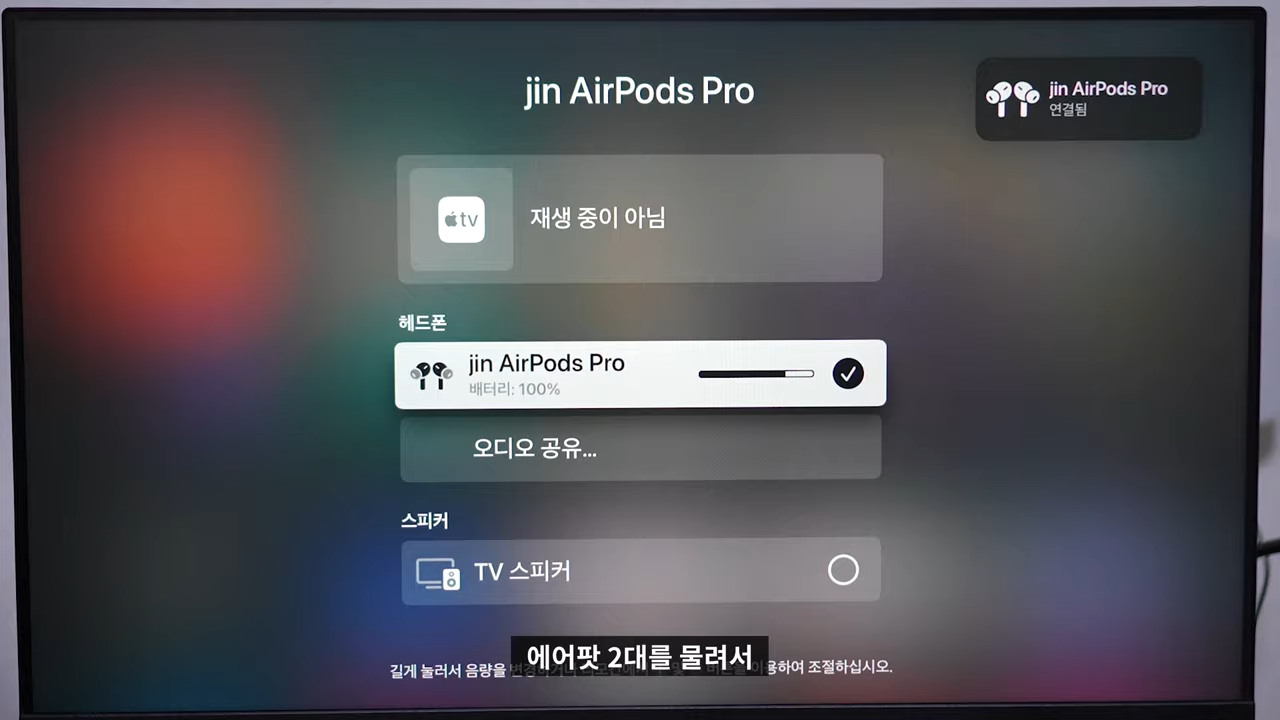 jin AirPods Pro
jin AirPods Pro
연결됨
tv
재생 중이 아님
헤드폰
jin AirPods Pro
배터리: 100%
오디오 공유...
스피커
TV 스피커
에어팟 2대를 물려서
길게 눌러서 음량을 이용하여 조절하십시오.